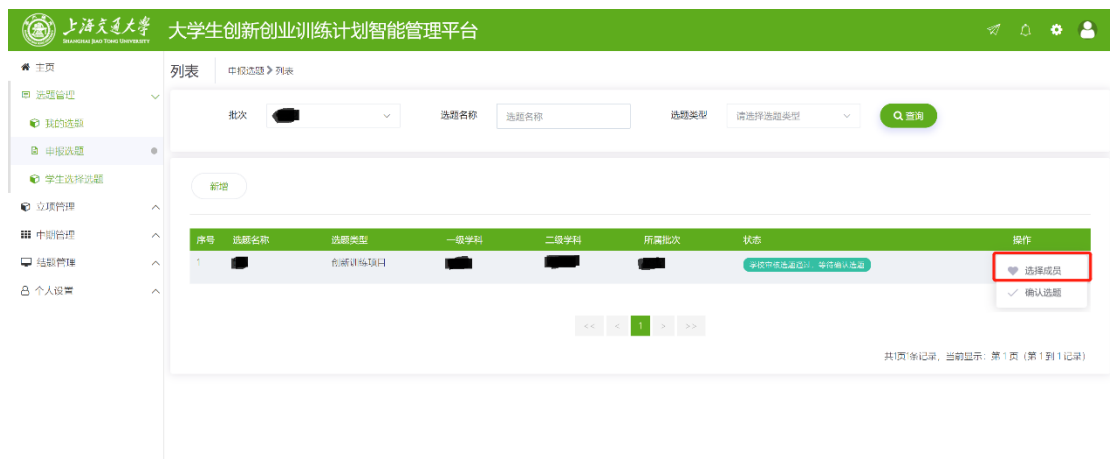 上海交通大学
SHANGHAI JIAO TONG UNIVERSITY
大学生创新创业训练计划智能管理平台
主页
选题管理
我的选题
申报选题
学生选择选题
立项管理
中期管理
结题管理
个人设置
列表 申报选题 > 列表
批次 选题名称 选题名称 选题类型 请选择选题类型 查询
新增
序号 选题名称 选题类型 一级学科 二级学科 所属批次 状态 操作
1 创新训练项目 学校审核选题通过，等待确认选题
选择成员
确认选题
<< < 1 > >>
共1页1条记录，当前显示：第1页（第1到1记录）